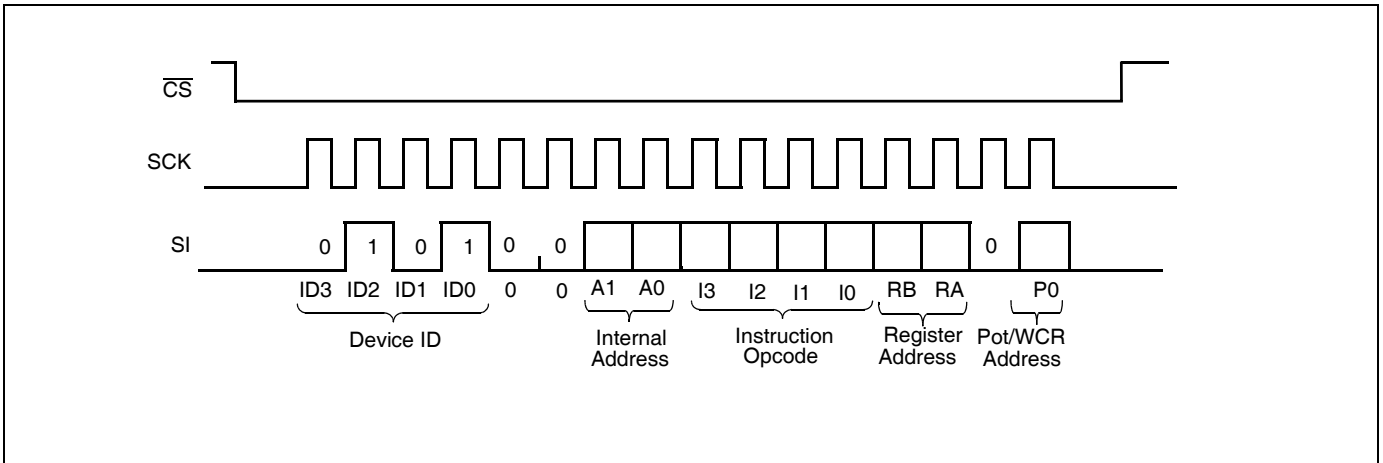 CS
SCK
SI
0 1 0 1 0 0 0
ID3 ID2 ID1 ID0 0 0 A1 A0 I3 I2 I1 I0 RB RA P0
Device ID
Internal
Address
Instruction
Opcode
Register
Address
Pot/WCR
Address